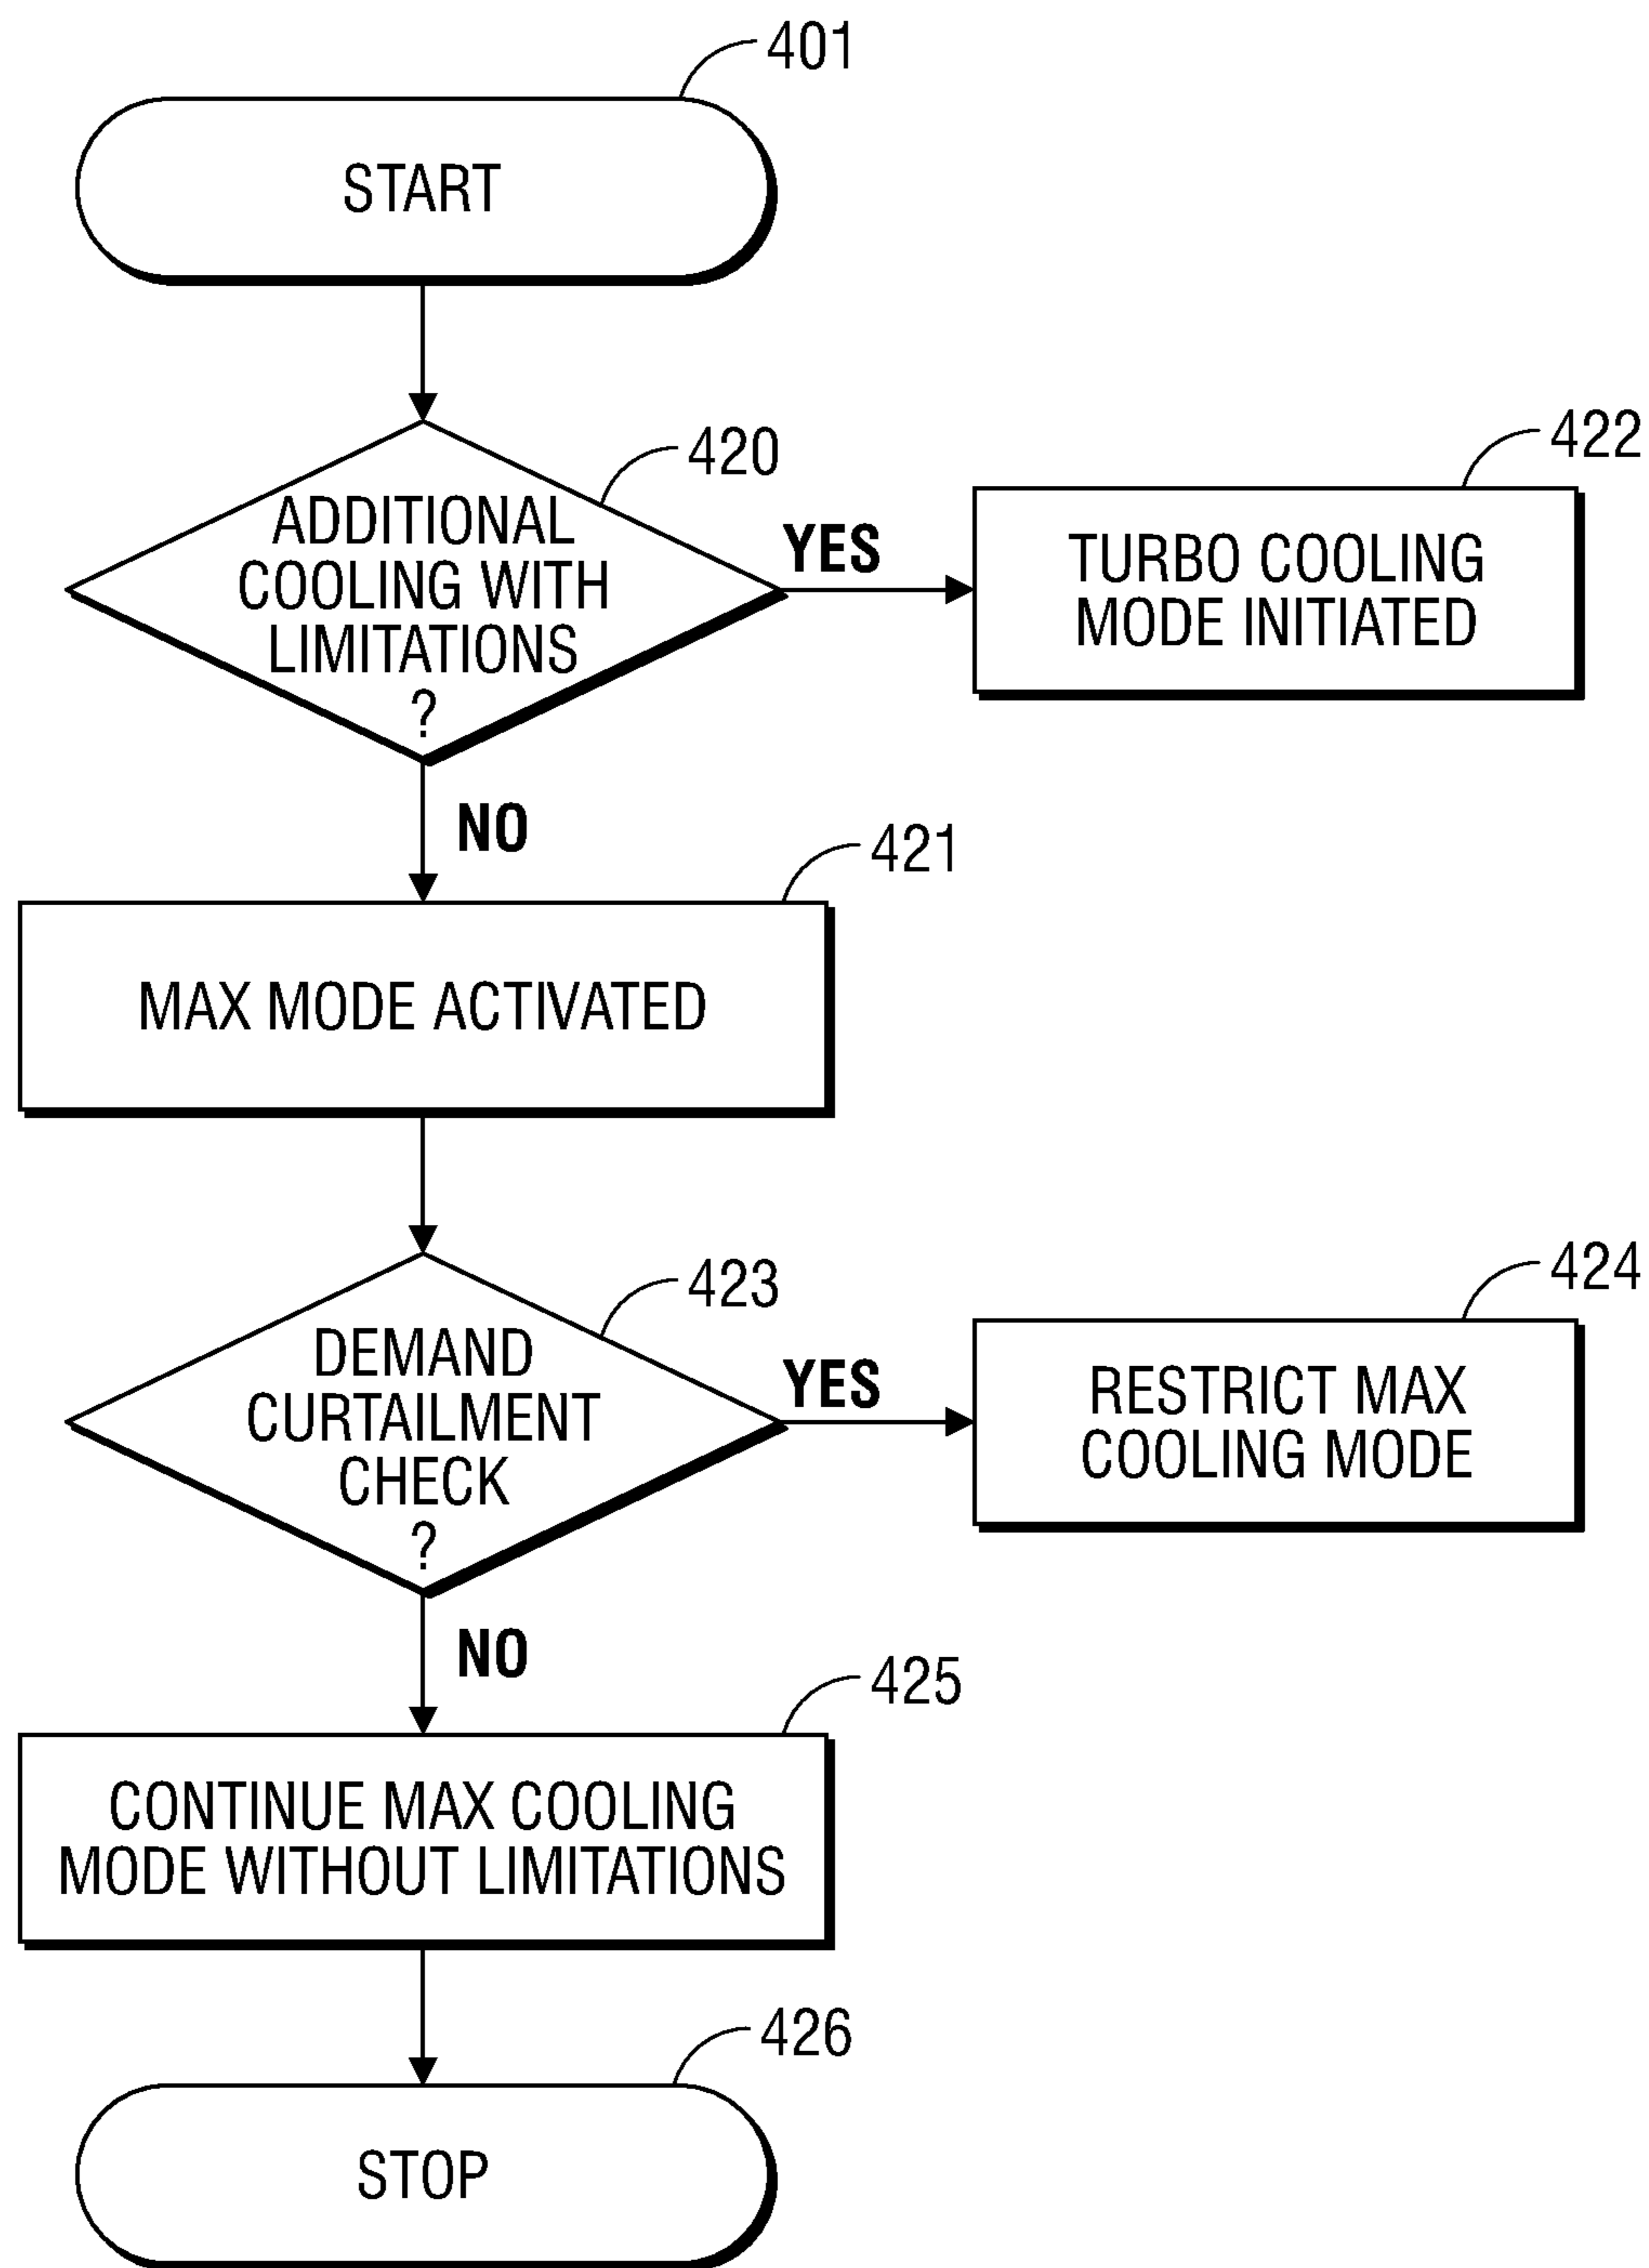 401
START
420
ADDITIONAL
COOLING WITH
LIMITATIONS
?
YES
422
TURBO COOLING
MODE INITIATED
NO
421
MAX MODE ACTIVATED
423
DEMAND
CURTAILMENT
CHECK
?
YES
424
RESTRICT MAX
COOLING MODE
NO
425
CONTINUE MAX COOLING
MODE WITHOUT LIMITATIONS
426
STOP